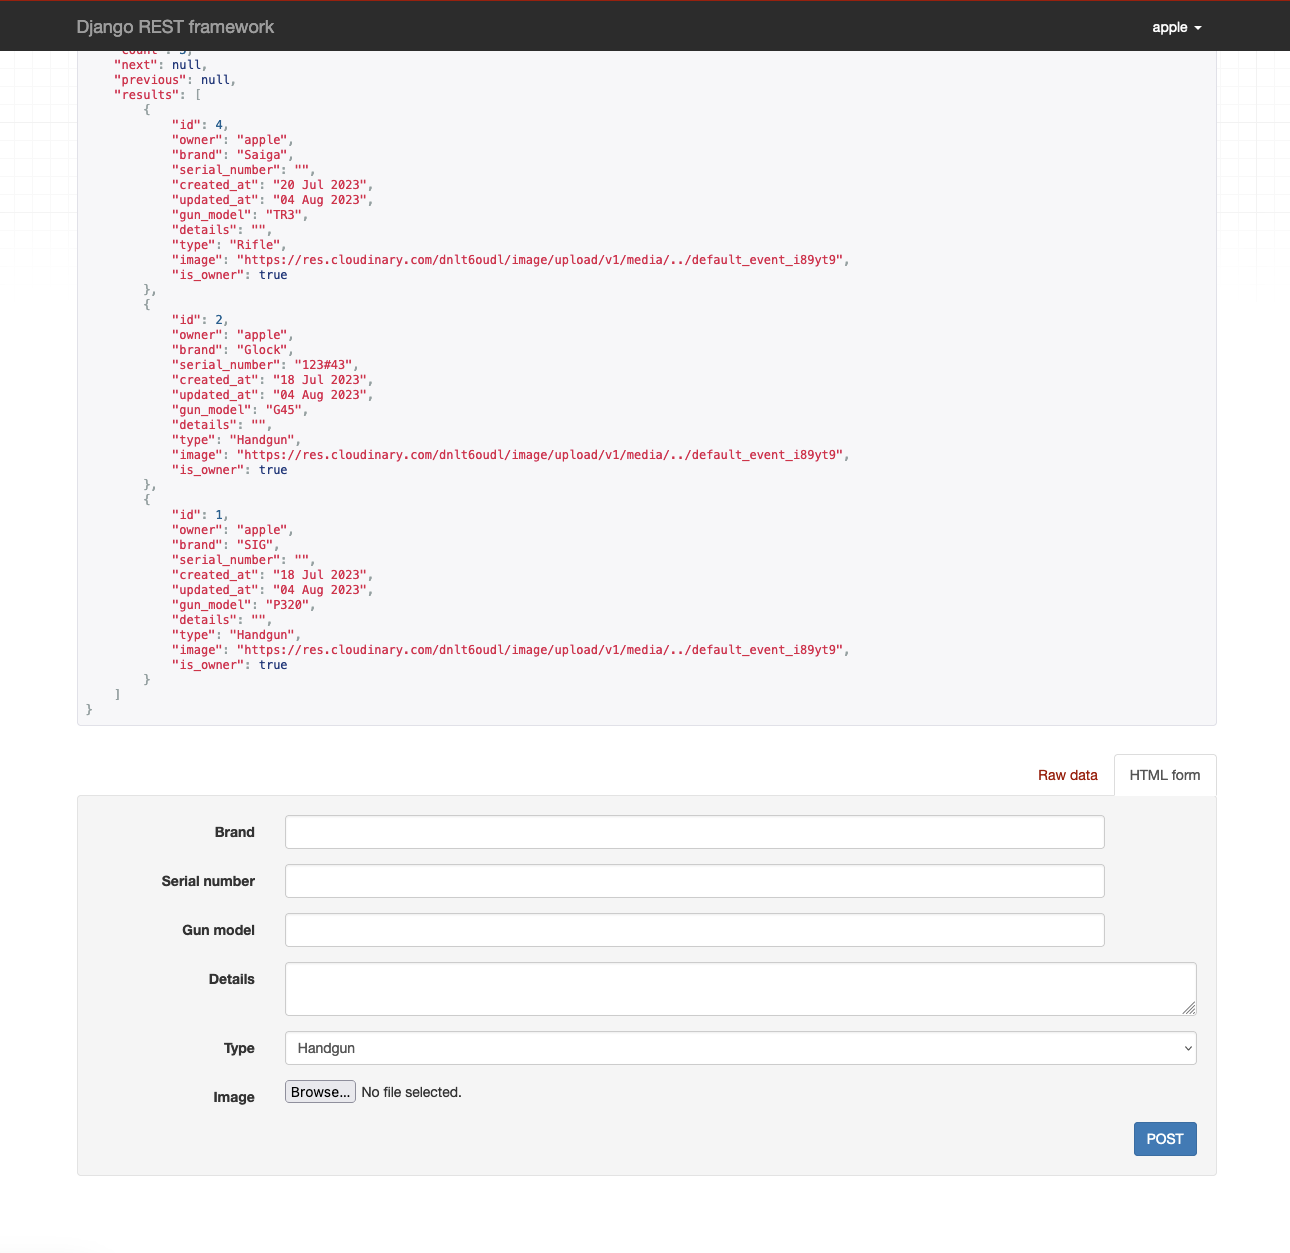 Django REST framework
apple
"count": 3,
"next": null,
"previous": null,
"results": [
{
"id": 4,
"owner": "apple",
"brand": "Saiga",
"serial_number": "",
"created_at": "20 Jul 2023",
"updated_at": "04 Aug 2023",
"gun_model": "TR3",
"details": "",
"type": "Rifle",
"image": "https://res.cloudinary.com/dnlt6oudl/image/upload/v1/media/../default_event_i89yt9",
"is_owner": true
},
{
"id": 2,
"owner": "apple",
"brand": "Glock",
"serial_number": "123#43",
"created_at": "18 Jul 2023",
"updated_at": "04 Aug 2023",
"gun_model": "G45",
"details": "",
"type": "Handgun",
"image": "https://res.cloudinary.com/dnlt6oudl/image/upload/v1/media/../default_event_i89yt9",
"is_owner": true
},
{
"id": 1,
"owner": "apple",
"brand": "SIG",
"serial_number": "",
"created_at": "18 Jul 2023",
"updated_at": "04 Aug 2023",
"gun_model": "P320",
"details": "",
"type": "Handgun",
"image": "https://res.cloudinary.com/dnlt6oudl/image/upload/v1/media/../default_event_i89yt9",
"is_owner": true
}
]
}
Raw data
HTML form
Brand
Serial number
Gun model
Details
Type
Handgun
Image
Browse... No file selected.
POST